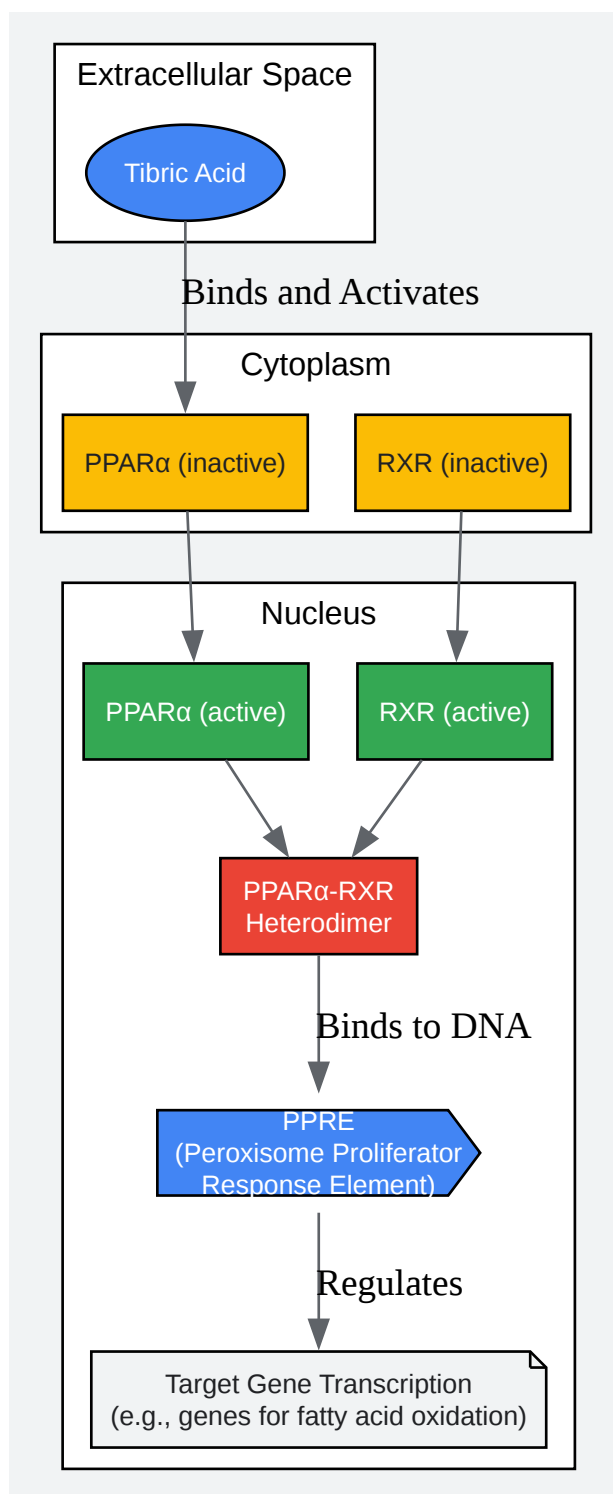 Extracellular Space
Tibric Acid
Binds and Activates
Cytoplasm
PPARα (inactive)
RXR (inactive)
Nucleus
PPARα (active)
RXR (active)
PPARα-RXR
Heterodimer
Binds to DNA
PPRE
(Peroxisome Proliferator
Response Element)
Regulates
Target Gene Transcription
(e.g., genes for fatty acid oxidation)